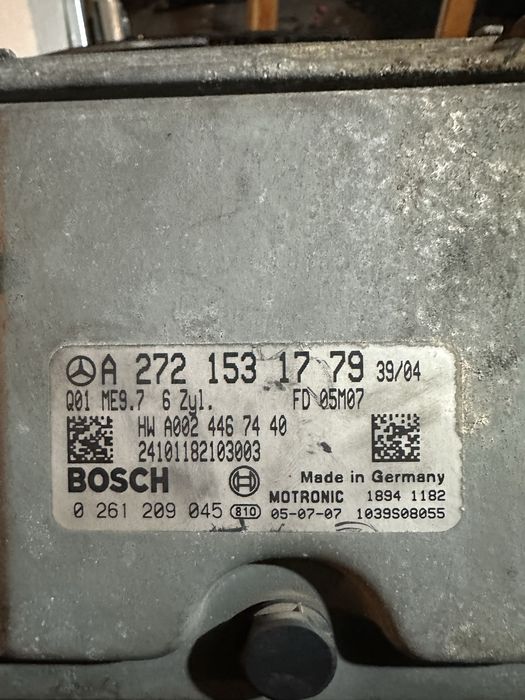 A 272 153 17 79 39/04
Q01 ME9.7 6 Zyl. FD 05M07
HW A002 446 74 40
24101182103003
BOSCH Made in Germany
MOTRONIC 1894 1182
0 261 209 045 810 05-07-07 1039S08055